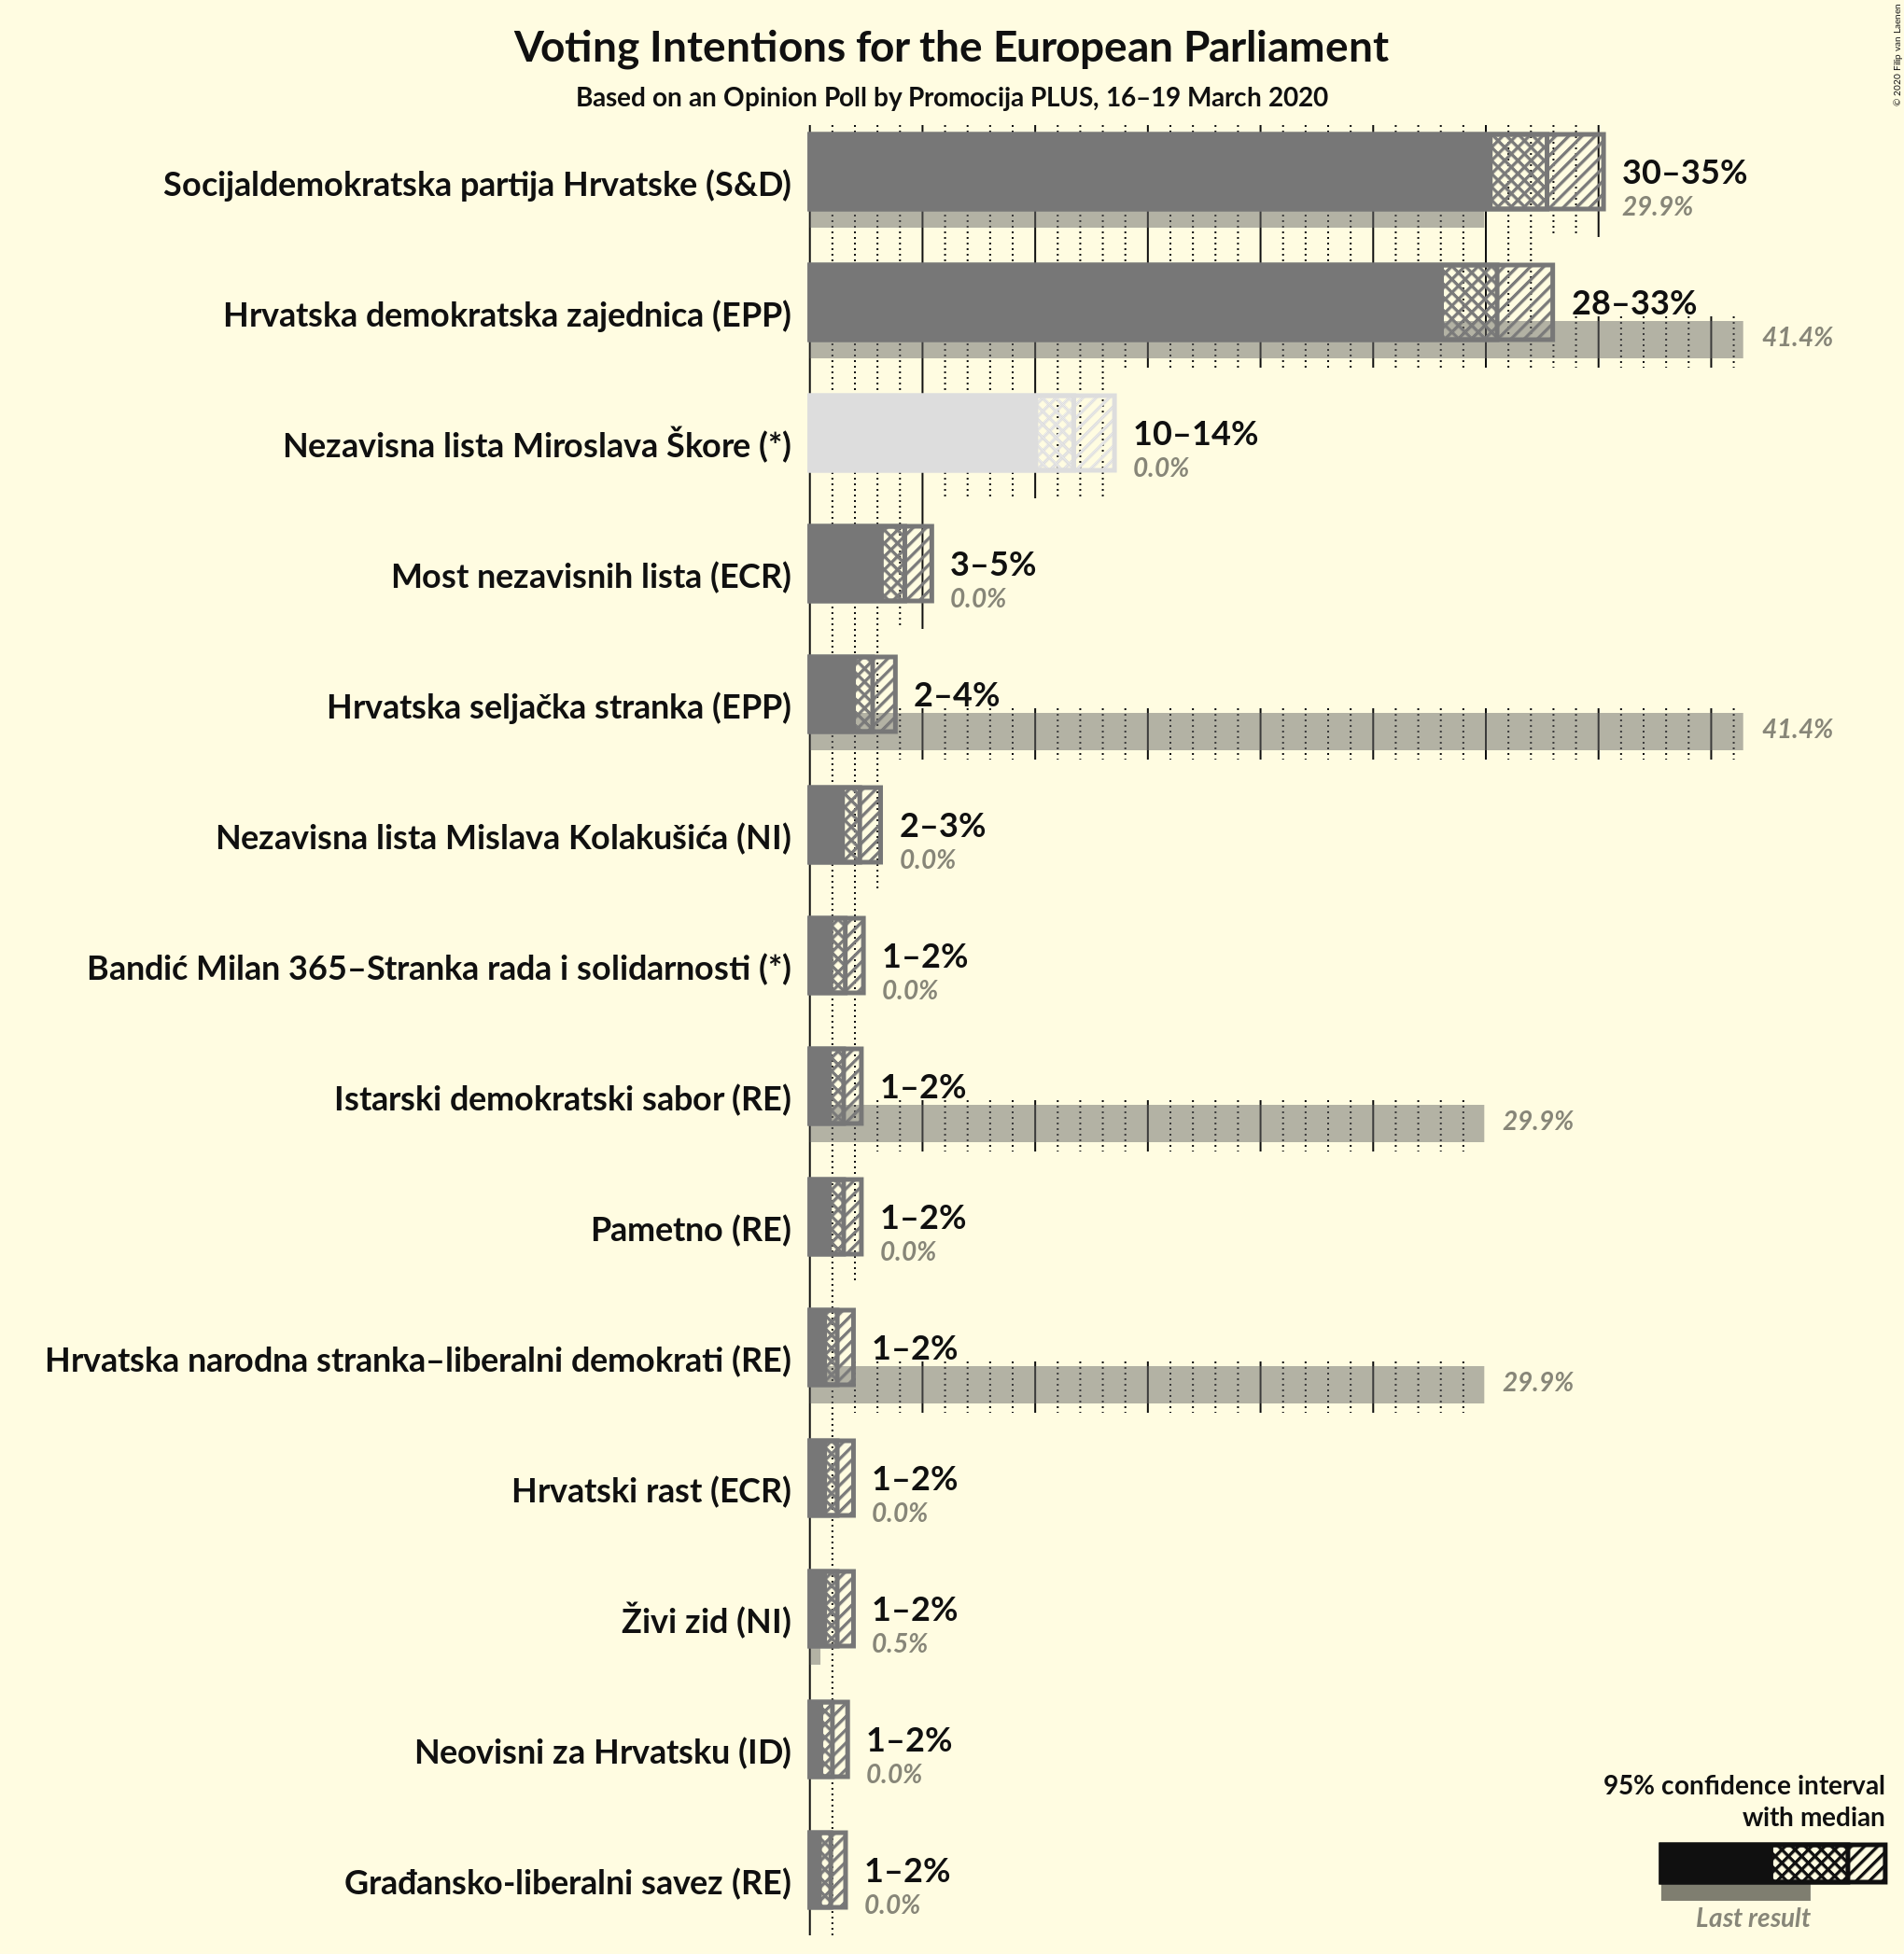 Voting Intentions for the European Parliament
Based on an Opinion Poll by Promocija PLUS, 16–19 March 2020
© 2020 Filip van Laenen
Socijaldemokratska partija Hrvatske (S&D)
30–35%
29.9%
Hrvatska demokratska zajednica (EPP)
28–33%
41.4%
Nezavisna lista Miroslava Škore (*)
10–14%
0.0%
Most nezavisnih lista (ECR)
3–5%
0.0%
Hrvatska seljačka stranka (EPP)
2–4%
41.4%
Nezavisna lista Mislava Kolakušića (NI)
2–3%
0.0%
Bandić Milan 365–Stranka rada i solidarnosti (*)
1–2%
0.0%
Istarski demokratski sabor (RE)
1–2%
29.9%
Pametno (RE)
1–2%
0.0%
Hrvatska narodna stranka–liberalni demokrati (RE)
1–2%
29.9%
Hrvatski rast (ECR)
1–2%
0.0%
Živi zid (NI)
1–2%
0.5%
Neovisni za Hrvatsku (ID)
1–2%
0.0%
Građansko-liberalni savez (RE)
1–2%
0.0%
95% confidence interval
with median
Last result